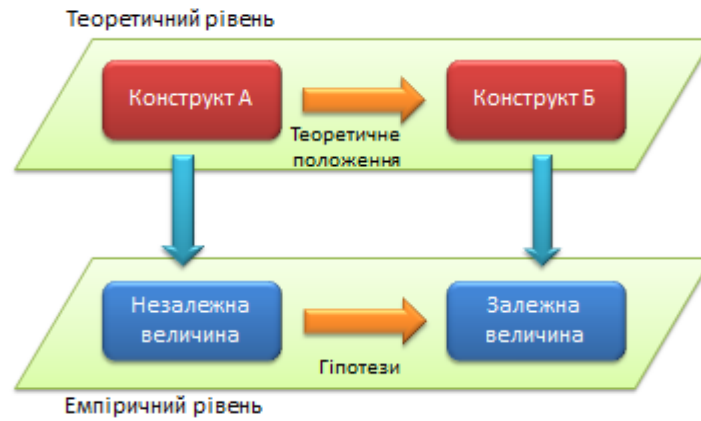 Теоретичний рівень
Конструкт А
Конструкт Б
Теоретичне
положення
Незалежна
величина
Залежна
величина
Гіпотези
Емпіричний рівень